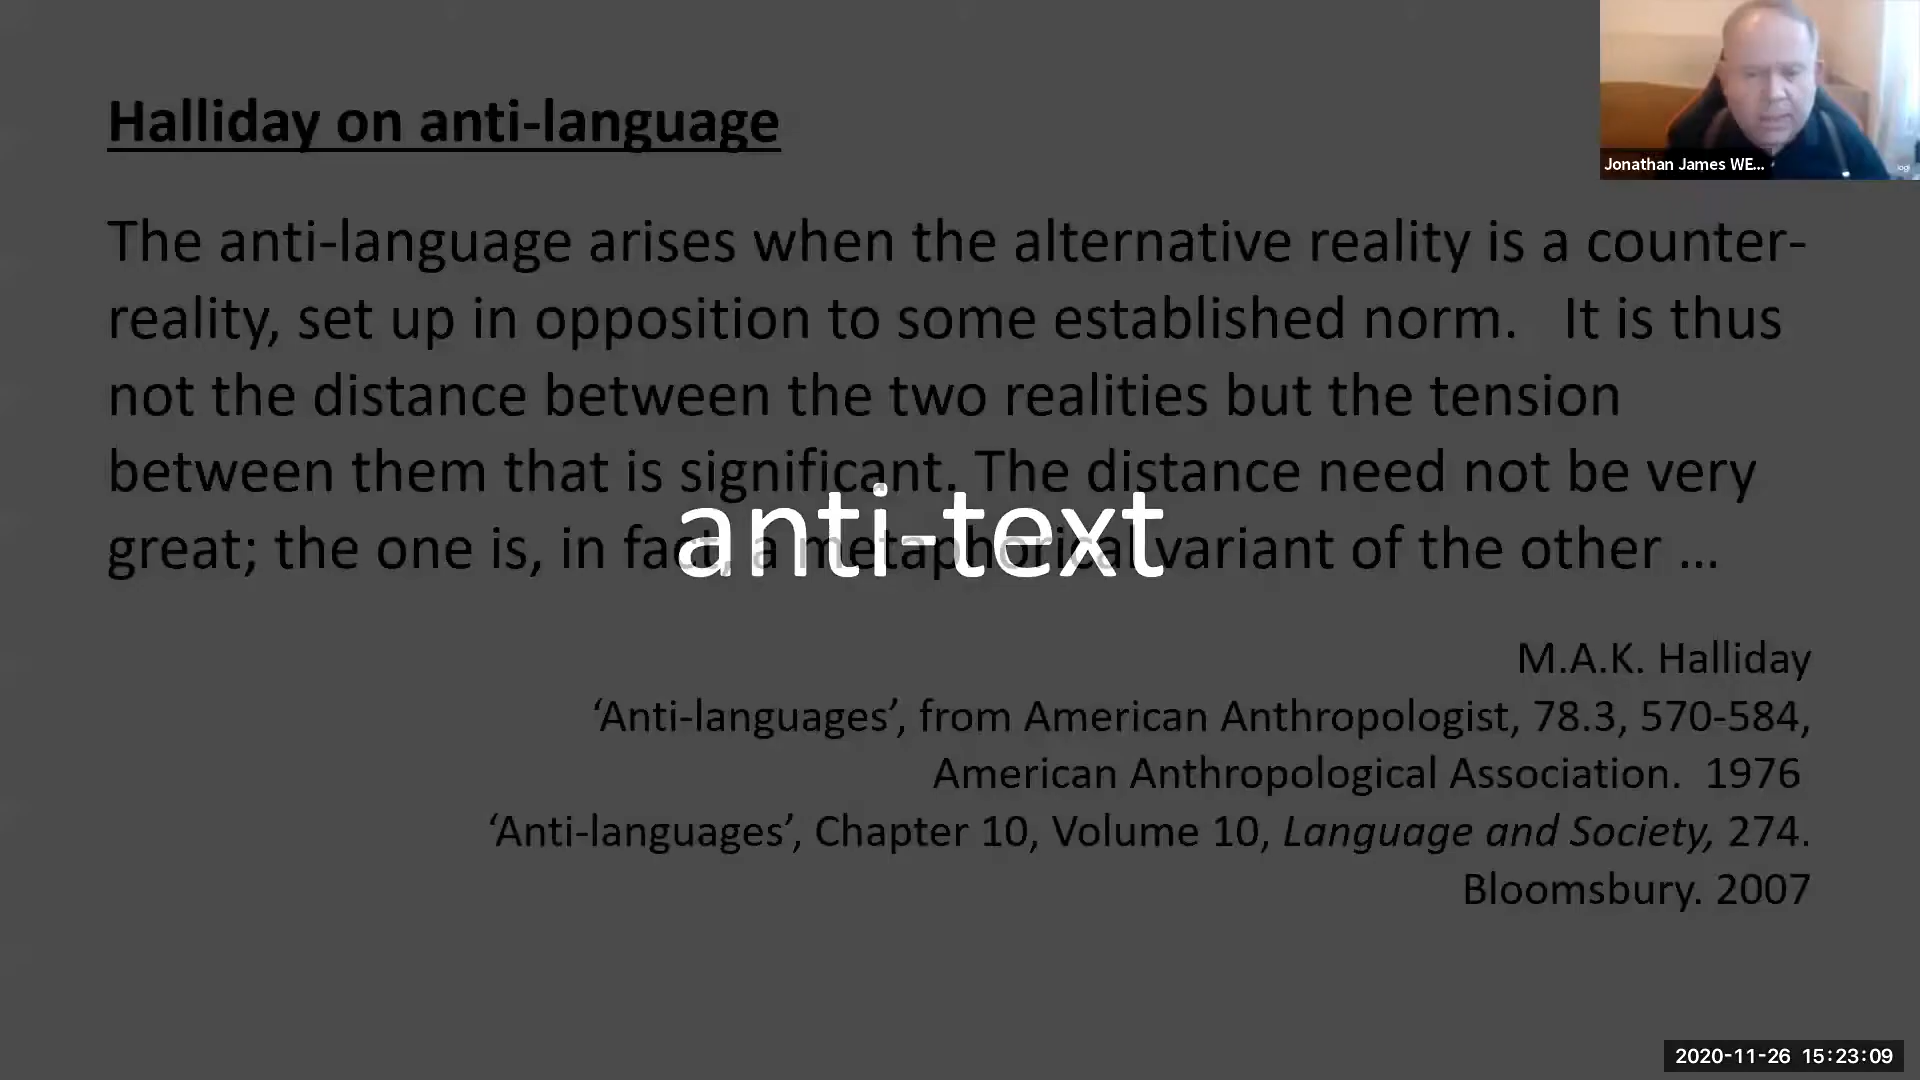 Halliday on anti-language
Jonathan James WE...
The anti-language arises when the alternative reality is a counter-
reality, set up in opposition to some established norm.   It is thus
not the distance between the two realities but the tension
between them that is significant. The distance need not be very
great; the one is, in fact, a metaphorical variant of the other ...
anti-text
M.A.K. Halliday
‘Anti-languages’, from American Anthropologist, 78.3, 570-584,
American Anthropological Association.  1976
‘Anti-languages’, Chapter 10, Volume 10, Language and Society, 274.
Bloomsbury. 2007
2020-11-26 15:23:09